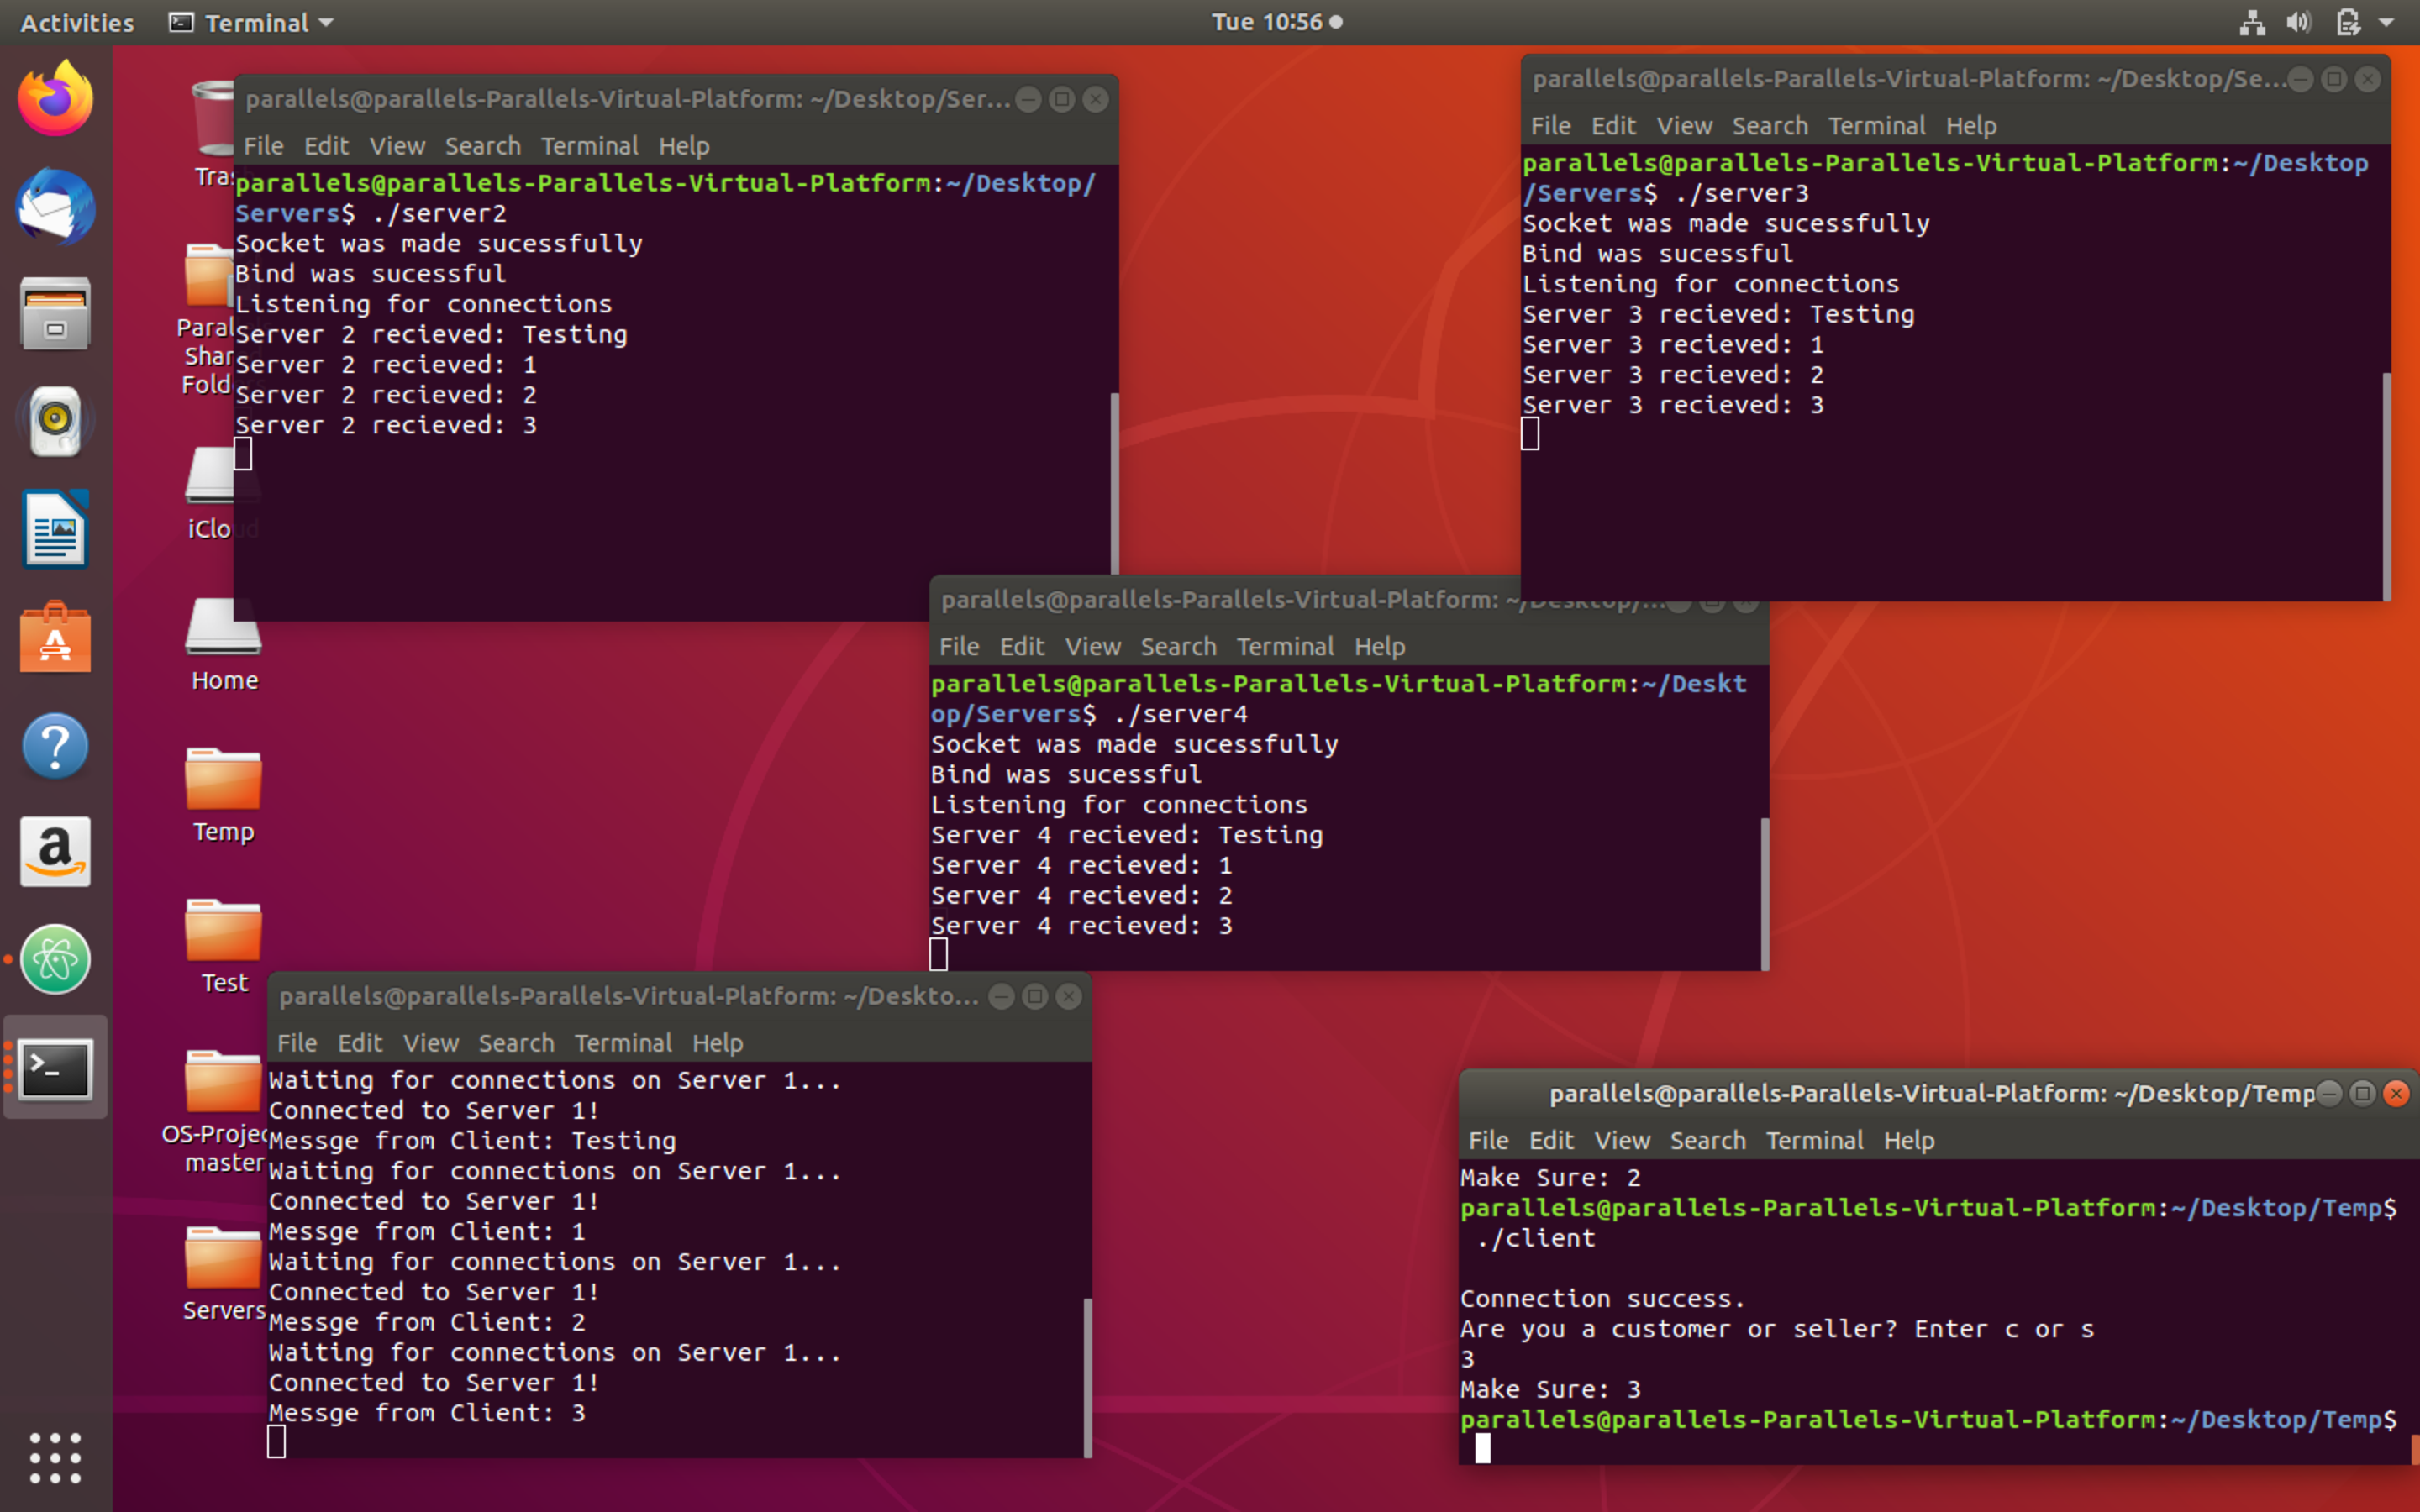 Activities
Terminal
Tue 10:56
parallels@parallels-Parallels-Virtual-Platform: ~/Desktop/Ser...
File Edit View Search Terminal Help
parallels@parallels-Parallels-Virtual-Platform:~/Desktop/
Servers$ ./server2
Socket was made sucessfully
Bind was sucessful
Listening for connections
Server 2 recieved: Testing
Server 2 recieved: 1
Server 2 recieved: 2
Server 2 recieved: 3
parallels@parallels-Parallels-Virtual-Platform: ~/Desktop/Se...
File Edit View Search Terminal Help
parallels@parallels-Parallels-Virtual-Platform:~/Desktop
/Servers$ ./server3
Socket was made sucessfully
Bind was sucessful
Listening for connections
Server 3 recieved: Testing
Server 3 recieved: 1
Server 3 recieved: 2
Server 3 recieved: 3
Tras
Paral
Shar
Folde
iCloud
Home
Temp
Test
OS-Projec
master
Servers
parallels@parallels-Parallels-Virtual-Platform: ~/Desktop/...
File Edit View Search Terminal Help
parallels@parallels-Parallels-Virtual-Platform:~/Deskt
op/Servers$ ./server4
Socket was made sucessfully
Bind was sucessful
Listening for connections
Server 4 recieved: Testing
Server 4 recieved: 1
Server 4 recieved: 2
Server 4 recieved: 3
parallels@parallels-Parallels-Virtual-Platform: ~/Deskto...
File Edit View Search Terminal Help
Waiting for connections on Server 1...
Connected to Server 1!
Messge from Client: Testing
Waiting for connections on Server 1...
Connected to Server 1!
Messge from Client: 1
Waiting for connections on Server 1...
Connected to Server 1!
Messge from Client: 2
Waiting for connections on Server 1...
Connected to Server 1!
Messge from Client: 3
parallels@parallels-Parallels-Virtual-Platform: ~/Desktop/Temp
File Edit View Search Terminal Help
Make Sure: 2
parallels@parallels-Parallels-Virtual-Platform:~/Desktop/Temp$
./client
Connection success.
Are you a customer or seller? Enter c or s
3
Make Sure: 3
parallels@parallels-Parallels-Virtual-Platform:~/Desktop/Temp$